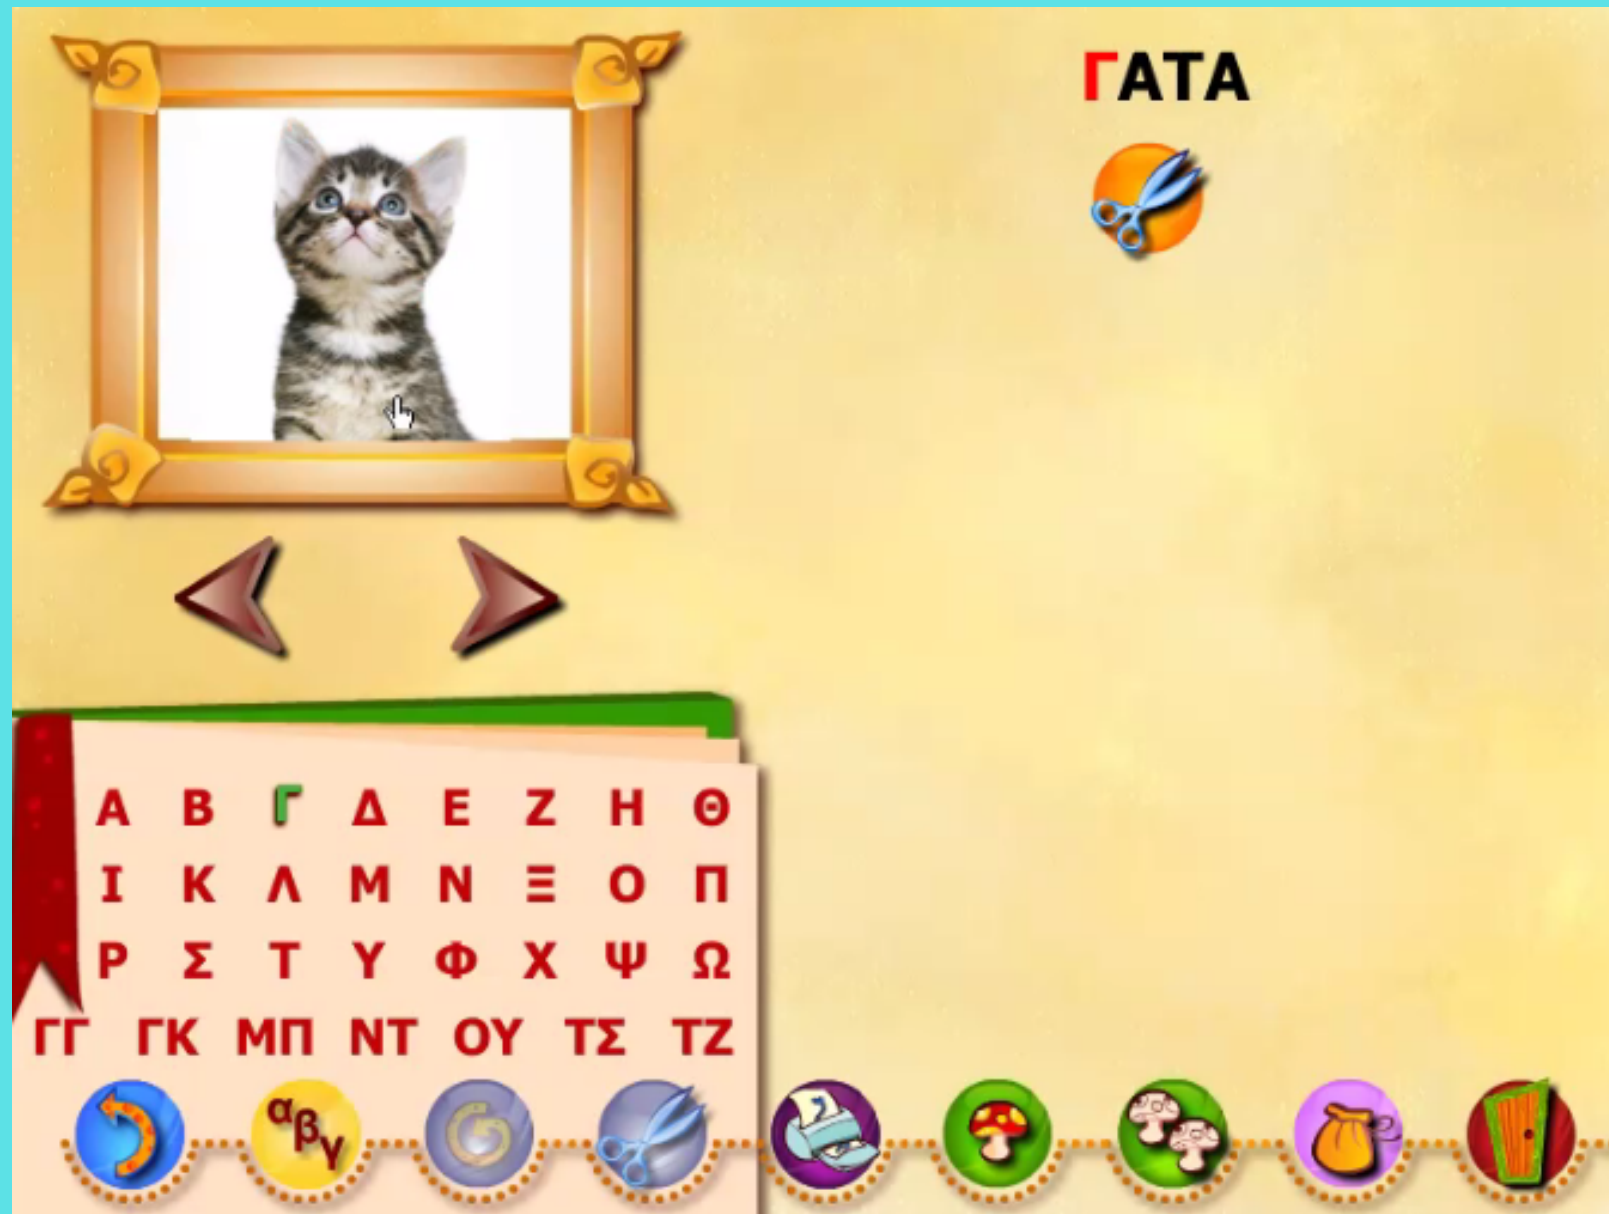 ΓΑΤΑ
Α Β Γ Δ Ε Ζ Η Θ
Ι Κ Λ Μ Ν Ξ Ο Π
Ρ Σ Τ Υ Φ Χ Ψ Ω
ΓΓ ΓΚ ΜΠ ΝΤ ΟΥ ΤΣ ΤΖ
αβγ